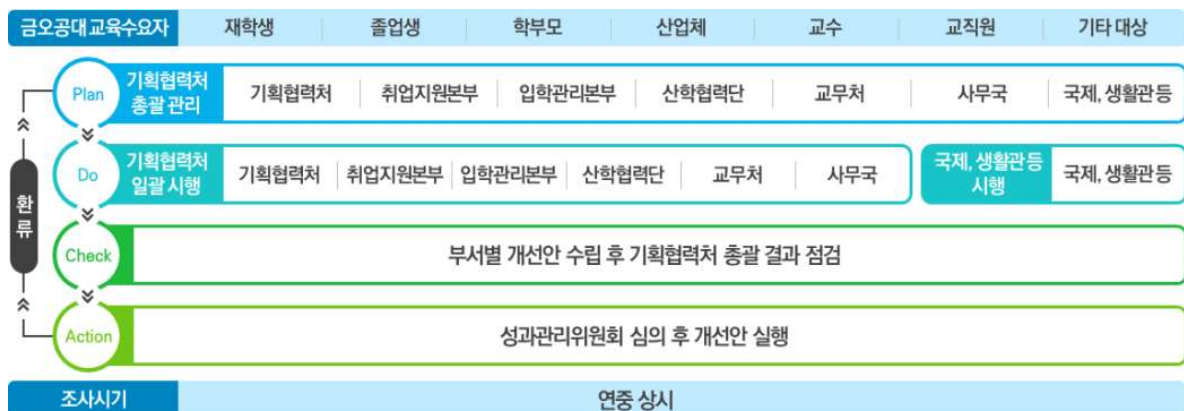 금오공대 교육수요자 재학생 졸업생 학부모 산업체 교수 교직원 기타 대상
Plan 기획협력처 총괄 관리 기획협력처 취업지원본부 입학관리본부 산학협력단 교무처 사무국 국제, 생활관 등
Do 기획협력처 일괄 시행 기획협력처 취업지원본부 입학관리본부 산학협력단 교무처 사무국 국제, 생활관 등 시행 국제, 생활관 등
환류
Check 부서별 개선안 수립 후 기획협력처 총괄 결과 점검
Action 성과관리위원회 심의 후 개선안 실행
조사시기 연중 상시